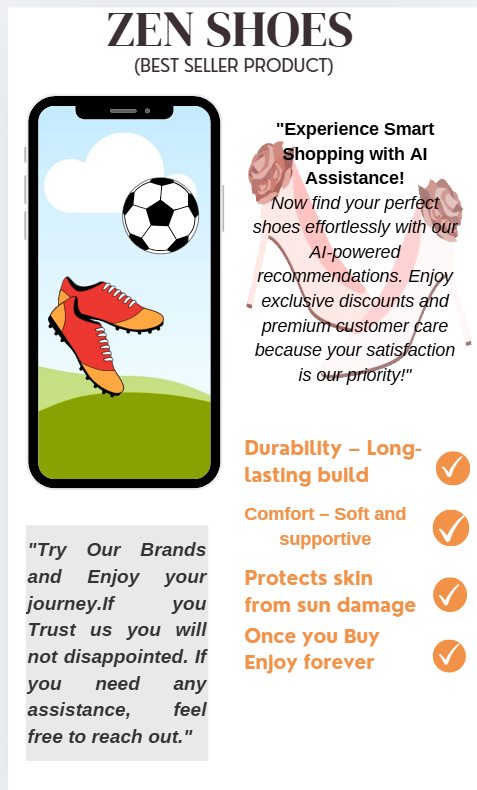 ZEN SHOES
(BEST SELLER PRODUCT)
"Experience Smart
Shopping with AI
Assistance!
Now find your perfect
shoes effortlessly with our
AI-powered
recommendations. Enjoy
exclusive discounts and
premium customer care
because your satisfaction
is our priority!"
Durability – Long-
lasting build
Comfort – Soft and
supportive
Protects skin
from sun damage
Once you Buy
Enjoy forever
"Try Our Brands
and Enjoy your
journey.If you
Trust us you will
not disappointed. If
you need any
assistance, feel
free to reach out."